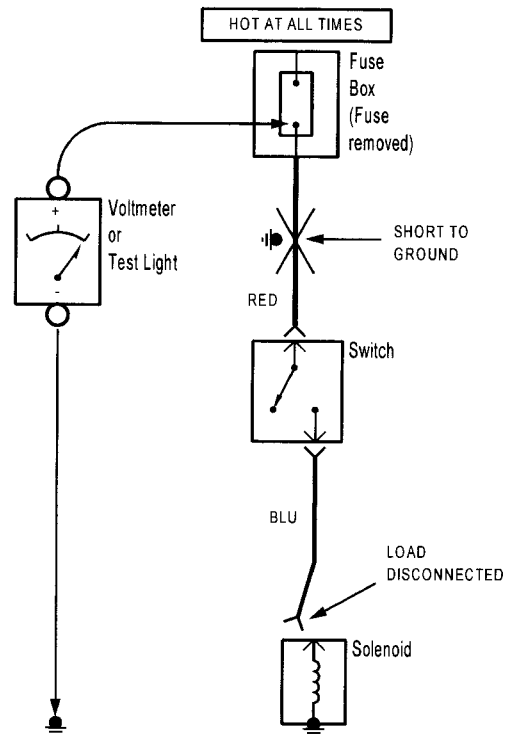 HOT AT ALL TIMES
Fuse
Box
(Fuse
removed)
+
Voltmeter
or
Test Light
-
SHORT TO
GROUND
RED
Switch
BLU
LOAD
DISCONNECTED
Solenoid